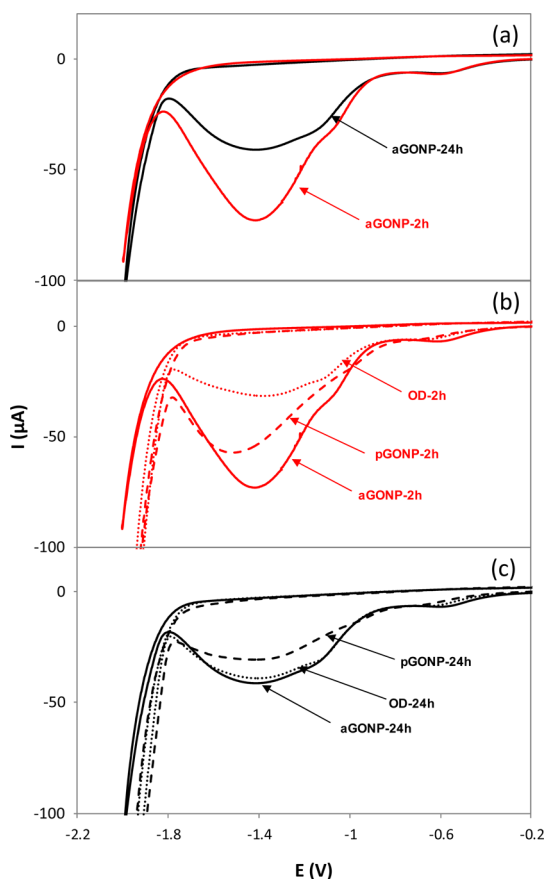 (a)
0
aGONP-24h
-50
aGONP-2h
-100
(b)
0
OD-2h
I (µA)
-50
pGONP-2h
aGONP-2h
-100
(c)
0
pGONP-24h
-50
OD-24h
aGONP-24h
-100
-2.2 -1.8 -1.4 -1 -0.6 -0.2
E (V)